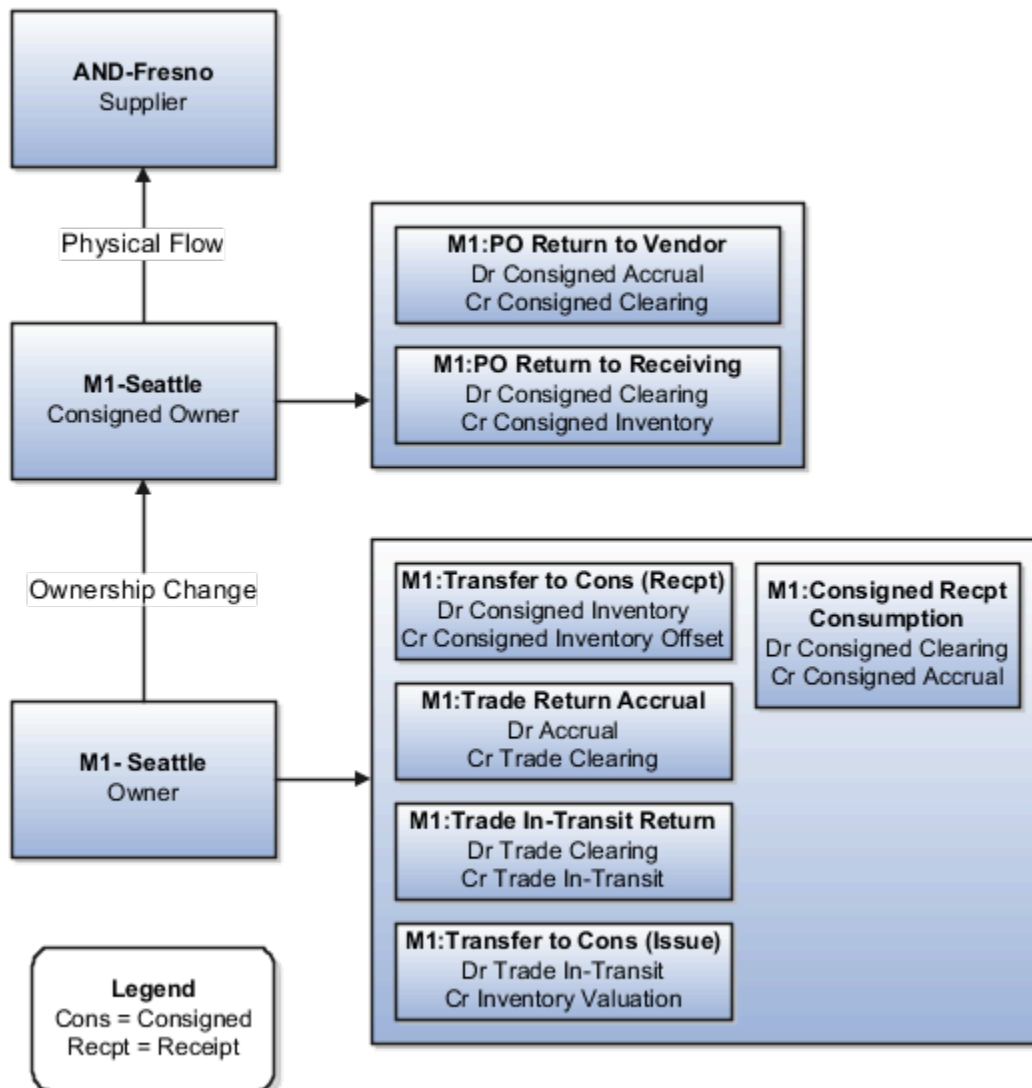 AND-Fresno
Supplier
Physical Flow
M1:PO Return to Vendor
Dr Consigned Accrual
Cr Consigned Clearing
M1:PO Return to Receiving
Dr Consigned Clearing
Cr Consigned Inventory
M1-Seattle
Consigned Owner
Ownership Change
M1:Transfer to Cons (Recpt)
Dr Consigned Inventory
Cr Consigned Inventory Offset
M1:Consigned Recpt
Consumption
Dr Consigned Clearing
Cr Consigned Accrual
M1:Trade Return Accrual
Dr Accrual
Cr Trade Clearing
M1- Seattle
Owner
M1:Trade In-Transit Return
Dr Trade Clearing
Cr Trade In-Transit
M1:Transfer to Cons (Issue)
Dr Trade In-Transit
Cr Inventory Valuation
Legend
Cons = Consigned
Recpt = Receipt